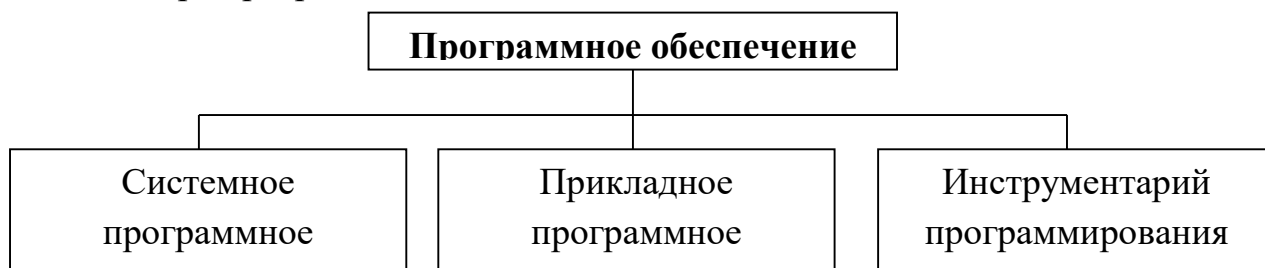 Программное обеспечение
Системное
программное
Прикладное
программное
Инструментарий
программирования